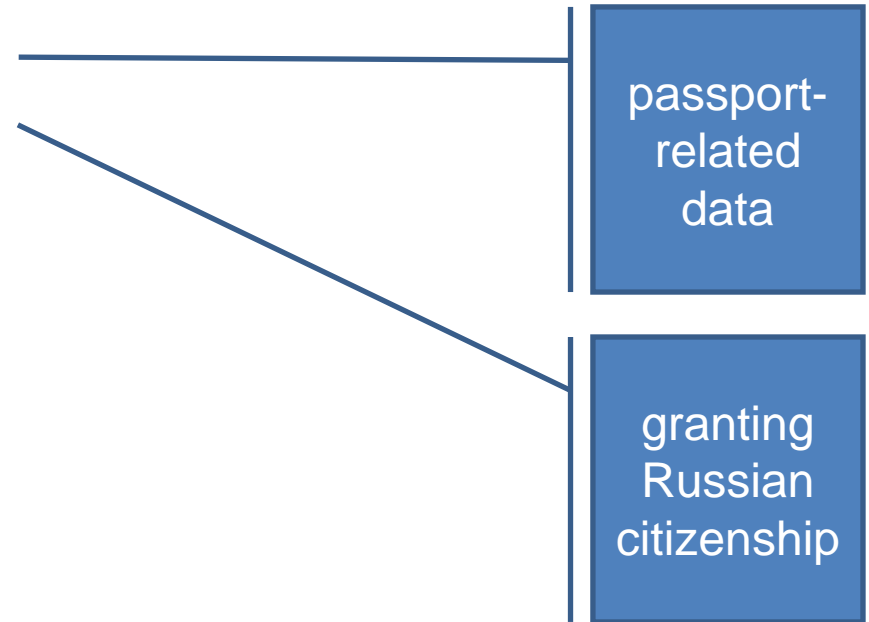 passport-
related
data
granting
Russian
citizenship